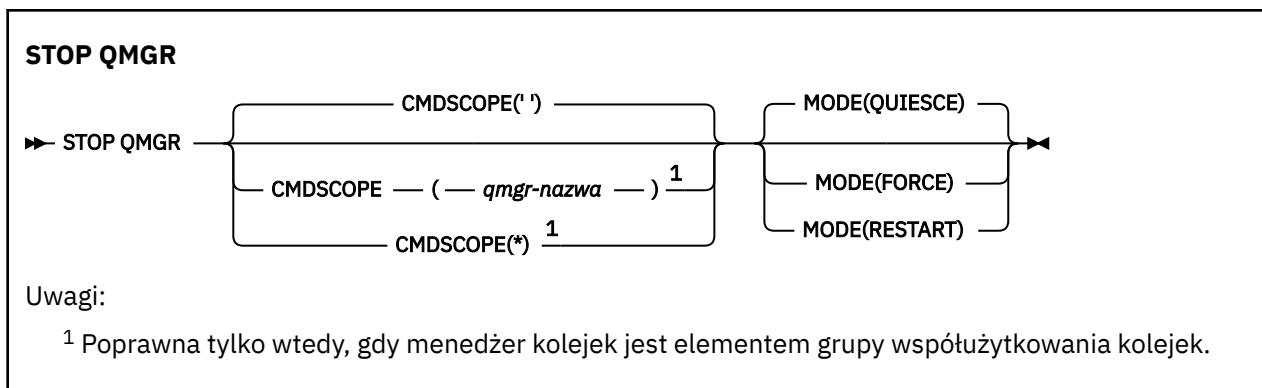 STOP QMGR
CMDSCOPE(' ') MODE(QUIESCE)
STOP QMGR
CMDSCOPE ( qmgr-nazwa ) 1 MODE(FORCE)
CMDSCOPE(*) 1 MODE(RESTART)
Uwagi:
1 Poprawna tylko wtedy, gdy menedżer kolejek jest elementem grupy współużytkowania kolejek.